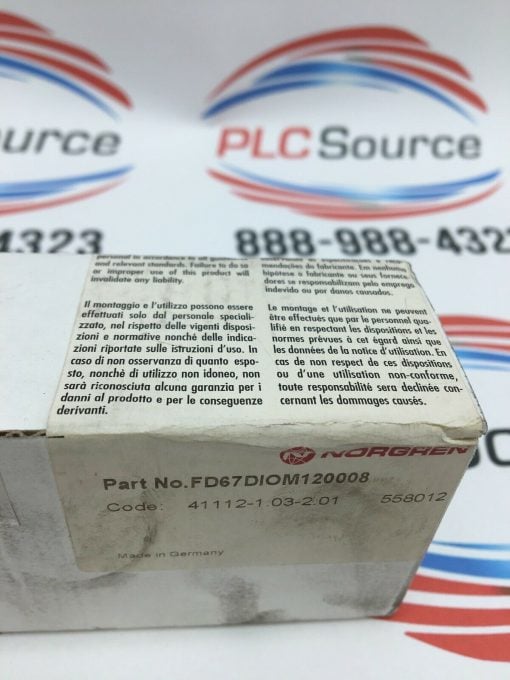 PLC Source
Source
888-988-4323
4323
personal in accordance to all
and relevant standards. Failure to do so
or improper use of this product will
invalidate any liability.
mendações do fabricante. Em nenhuma
hipótese o fabricante ou seus fornece-
dores se responsabilizam pelo emprego
indevido ou por danos causados.
Il montaggio e l'utilizzo possono essere
effettuati solo dal personale speciali-
zzato, nel rispetto delle vigenti disposi-
zioni e normative nonché delle indica-
zioni riportate sulle istruzioni d'uso. In
caso di non osservanza di quanto espo-
sto, nonchè di utilizzo non idoneo, non
sarà riconosciuta alcuna garanzia per i
danni al prodotto e per le conseguenze
derivanti.
Le montage et l'utilisation ne peuvent
être effectués que par le personnel qua-
lifié en respectant les dispositions et les
normes prévues à cet égard ainsi que
les données de la notice d'utilisation. En
cas de non respect de ces dispositions
ou d'une utilisation non-conforme,
toute responsabilité sera declinée con-
cernant les dommages causés.
NORGREN
Part No.FD67DIOM120008
Code: 41112-1.03-2.01 558012
Made in Germany